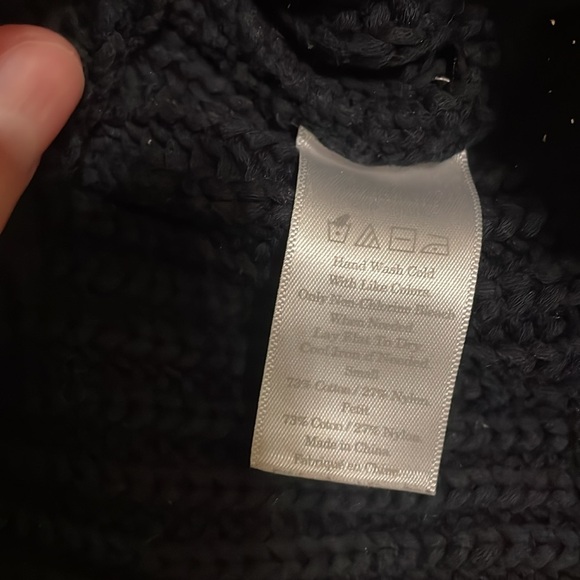 Hand Wash Cold
With Like Colors
Only Non-Chlorine Bleach
When Needed
Lay Flat To Dry.
Cool Iron if Needed
Small
73% Cotton / 27% Nylon.
Petit
73% Coton / 27% Nylon.
Made in China
Fabriqué en Chine